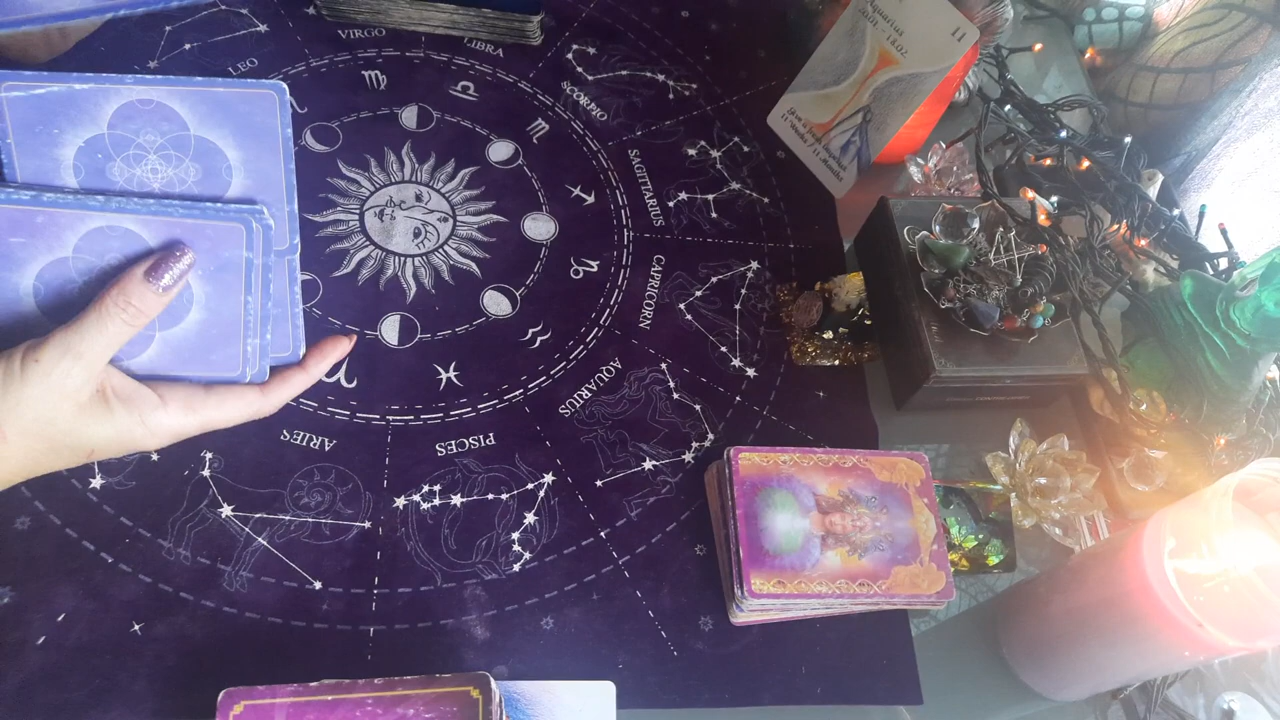 VIRGO
LIBRA
LEO
SCORPIO
SAGITTARIUS
CAPRICORN
AQUARIUS
PISCES
ARIES
11
Aquarius